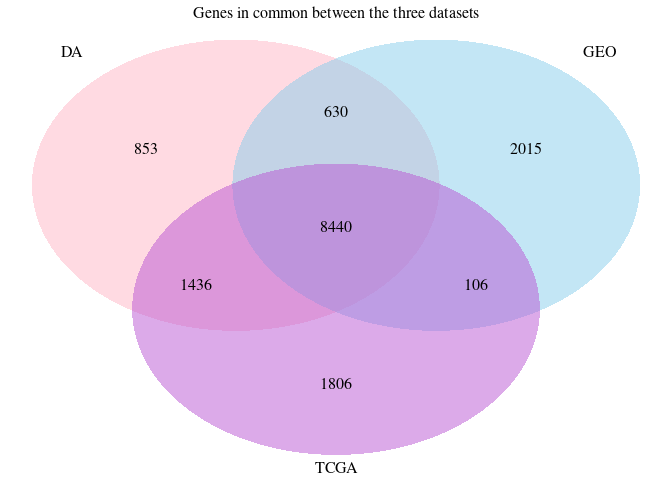 Genes in common between the three datasets
DA
GEO
630
853
2015
8440
1436
106
1806
TCGA